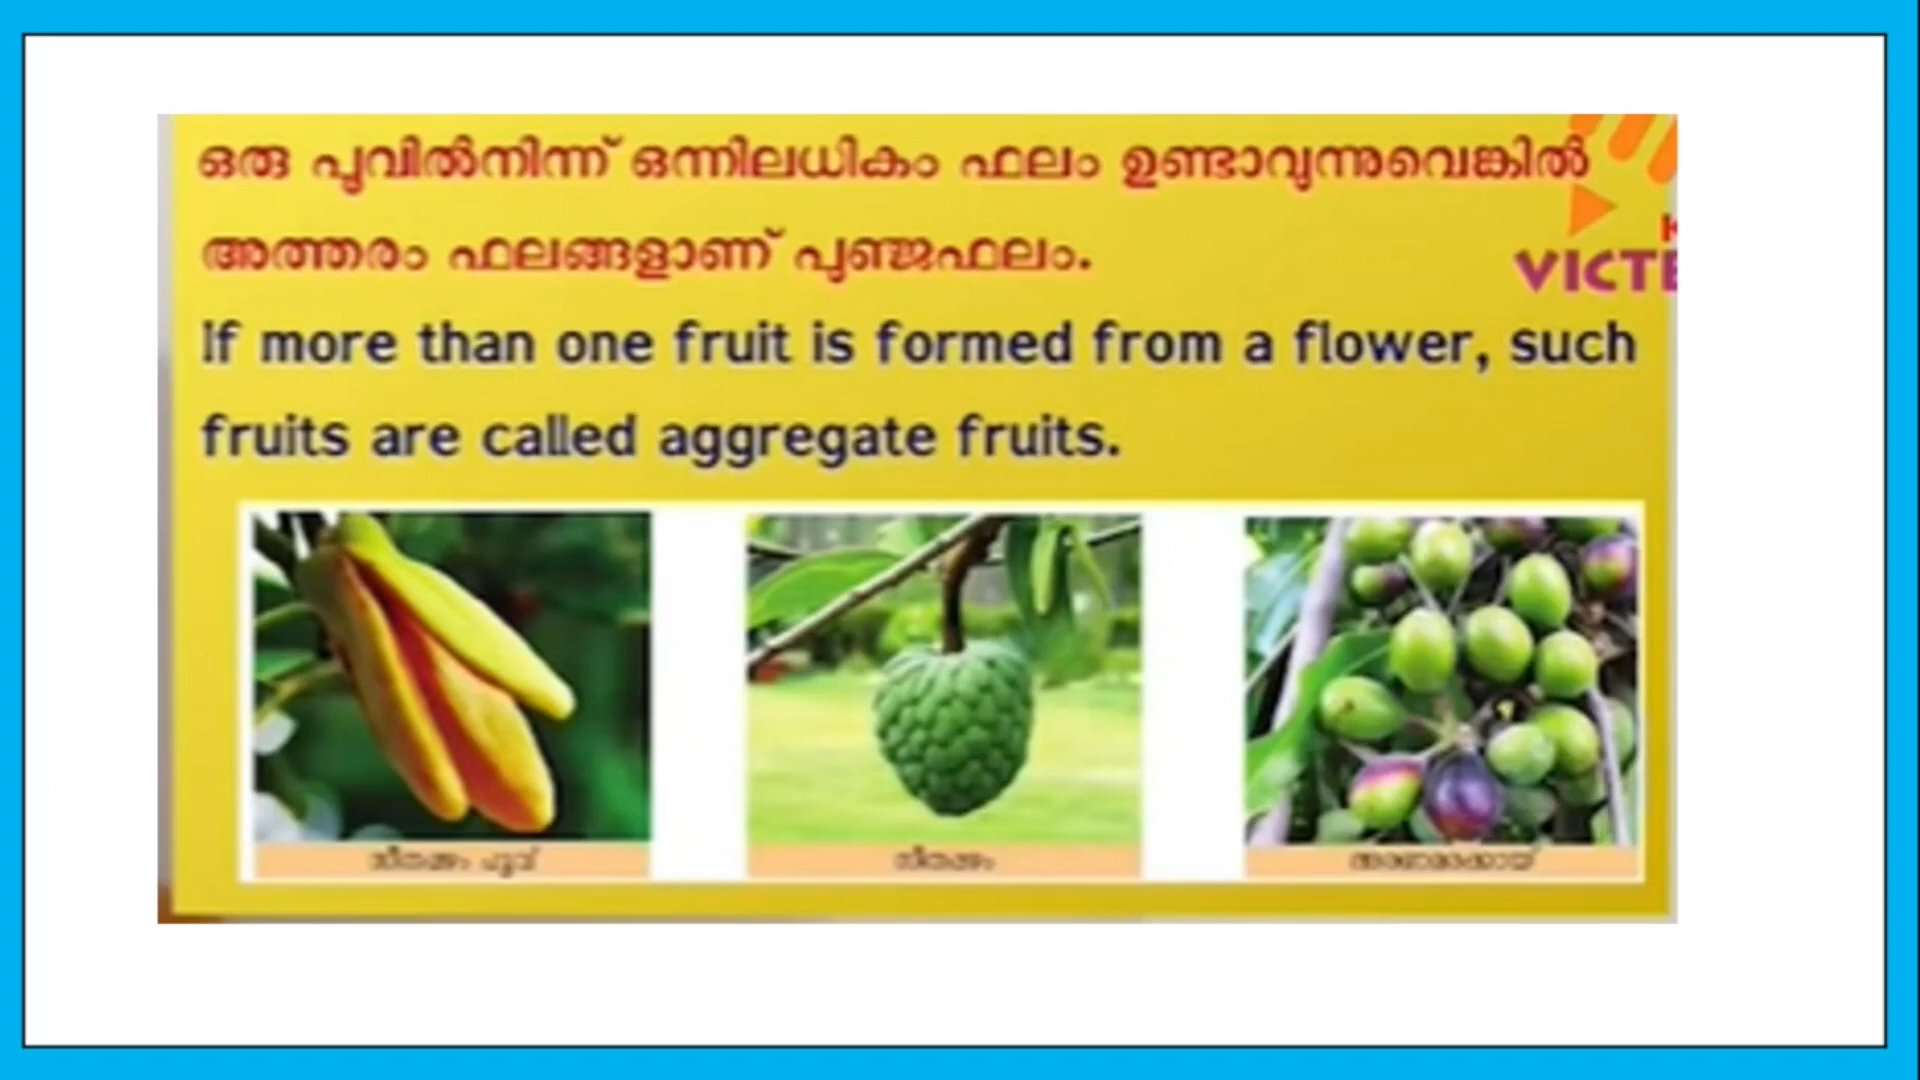 ഒരു പൂവിൽനിന്ന് ഒന്നിലധികം ഫലം ഉണ്ടാവുന്നുവെങ്കിൽ
അത്തരം ഫലങ്ങളാണ് പുഞ്ജഫലം.
VICTE
If more than one fruit is formed from a flower, such
fruits are called aggregate fruits.